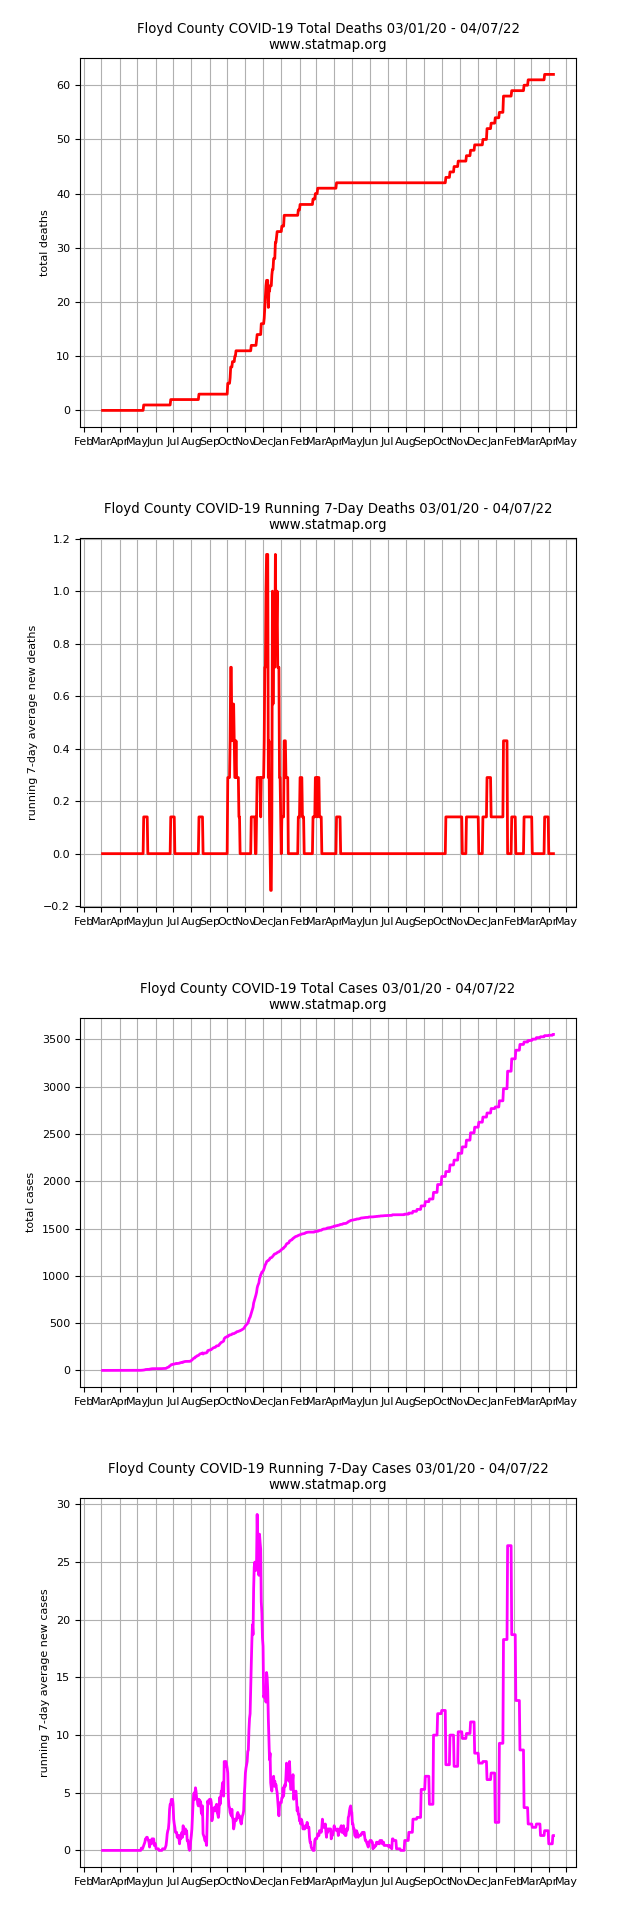 Floyd County COVID-19 Total Deaths 03/01/20 - 04/07/22
www.statmap.org
60
50
40
30
20
10
0
total deaths
Feb Mar Apr May Jun Jul Aug Sep Oct Nov Dec Jan Feb Mar Apr May Jun Jul Aug Sep Oct Nov Dec Jan Feb Mar Apr May
Floyd County COVID-19 Running 7-Day Deaths 03/01/20 - 04/07/22
www.statmap.org
1.2
1.0
0.8
0.6
0.4
0.2
0.0
−0.2
running 7-day average new deaths
Feb Mar Apr May Jun Jul Aug Sep Oct Nov Dec Jan Feb Mar Apr May Jun Jul Aug Sep Oct Nov Dec Jan Feb Mar Apr May
Floyd County COVID-19 Total Cases 03/01/20 - 04/07/22
www.statmap.org
3500
3000
2500
2000
1500
1000
500
0
total cases
Feb Mar Apr May Jun Jul Aug Sep Oct Nov Dec Jan Feb Mar Apr May Jun Jul Aug Sep Oct Nov Dec Jan Feb Mar Apr May
Floyd County COVID-19 Running 7-Day Cases 03/01/20 - 04/07/22
www.statmap.org
30
25
20
15
10
5
0
running 7-day average new cases
Feb Mar Apr May Jun Jul Aug Sep Oct Nov Dec Jan Feb Mar Apr May Jun Jul Aug Sep Oct Nov Dec Jan Feb Mar Apr May